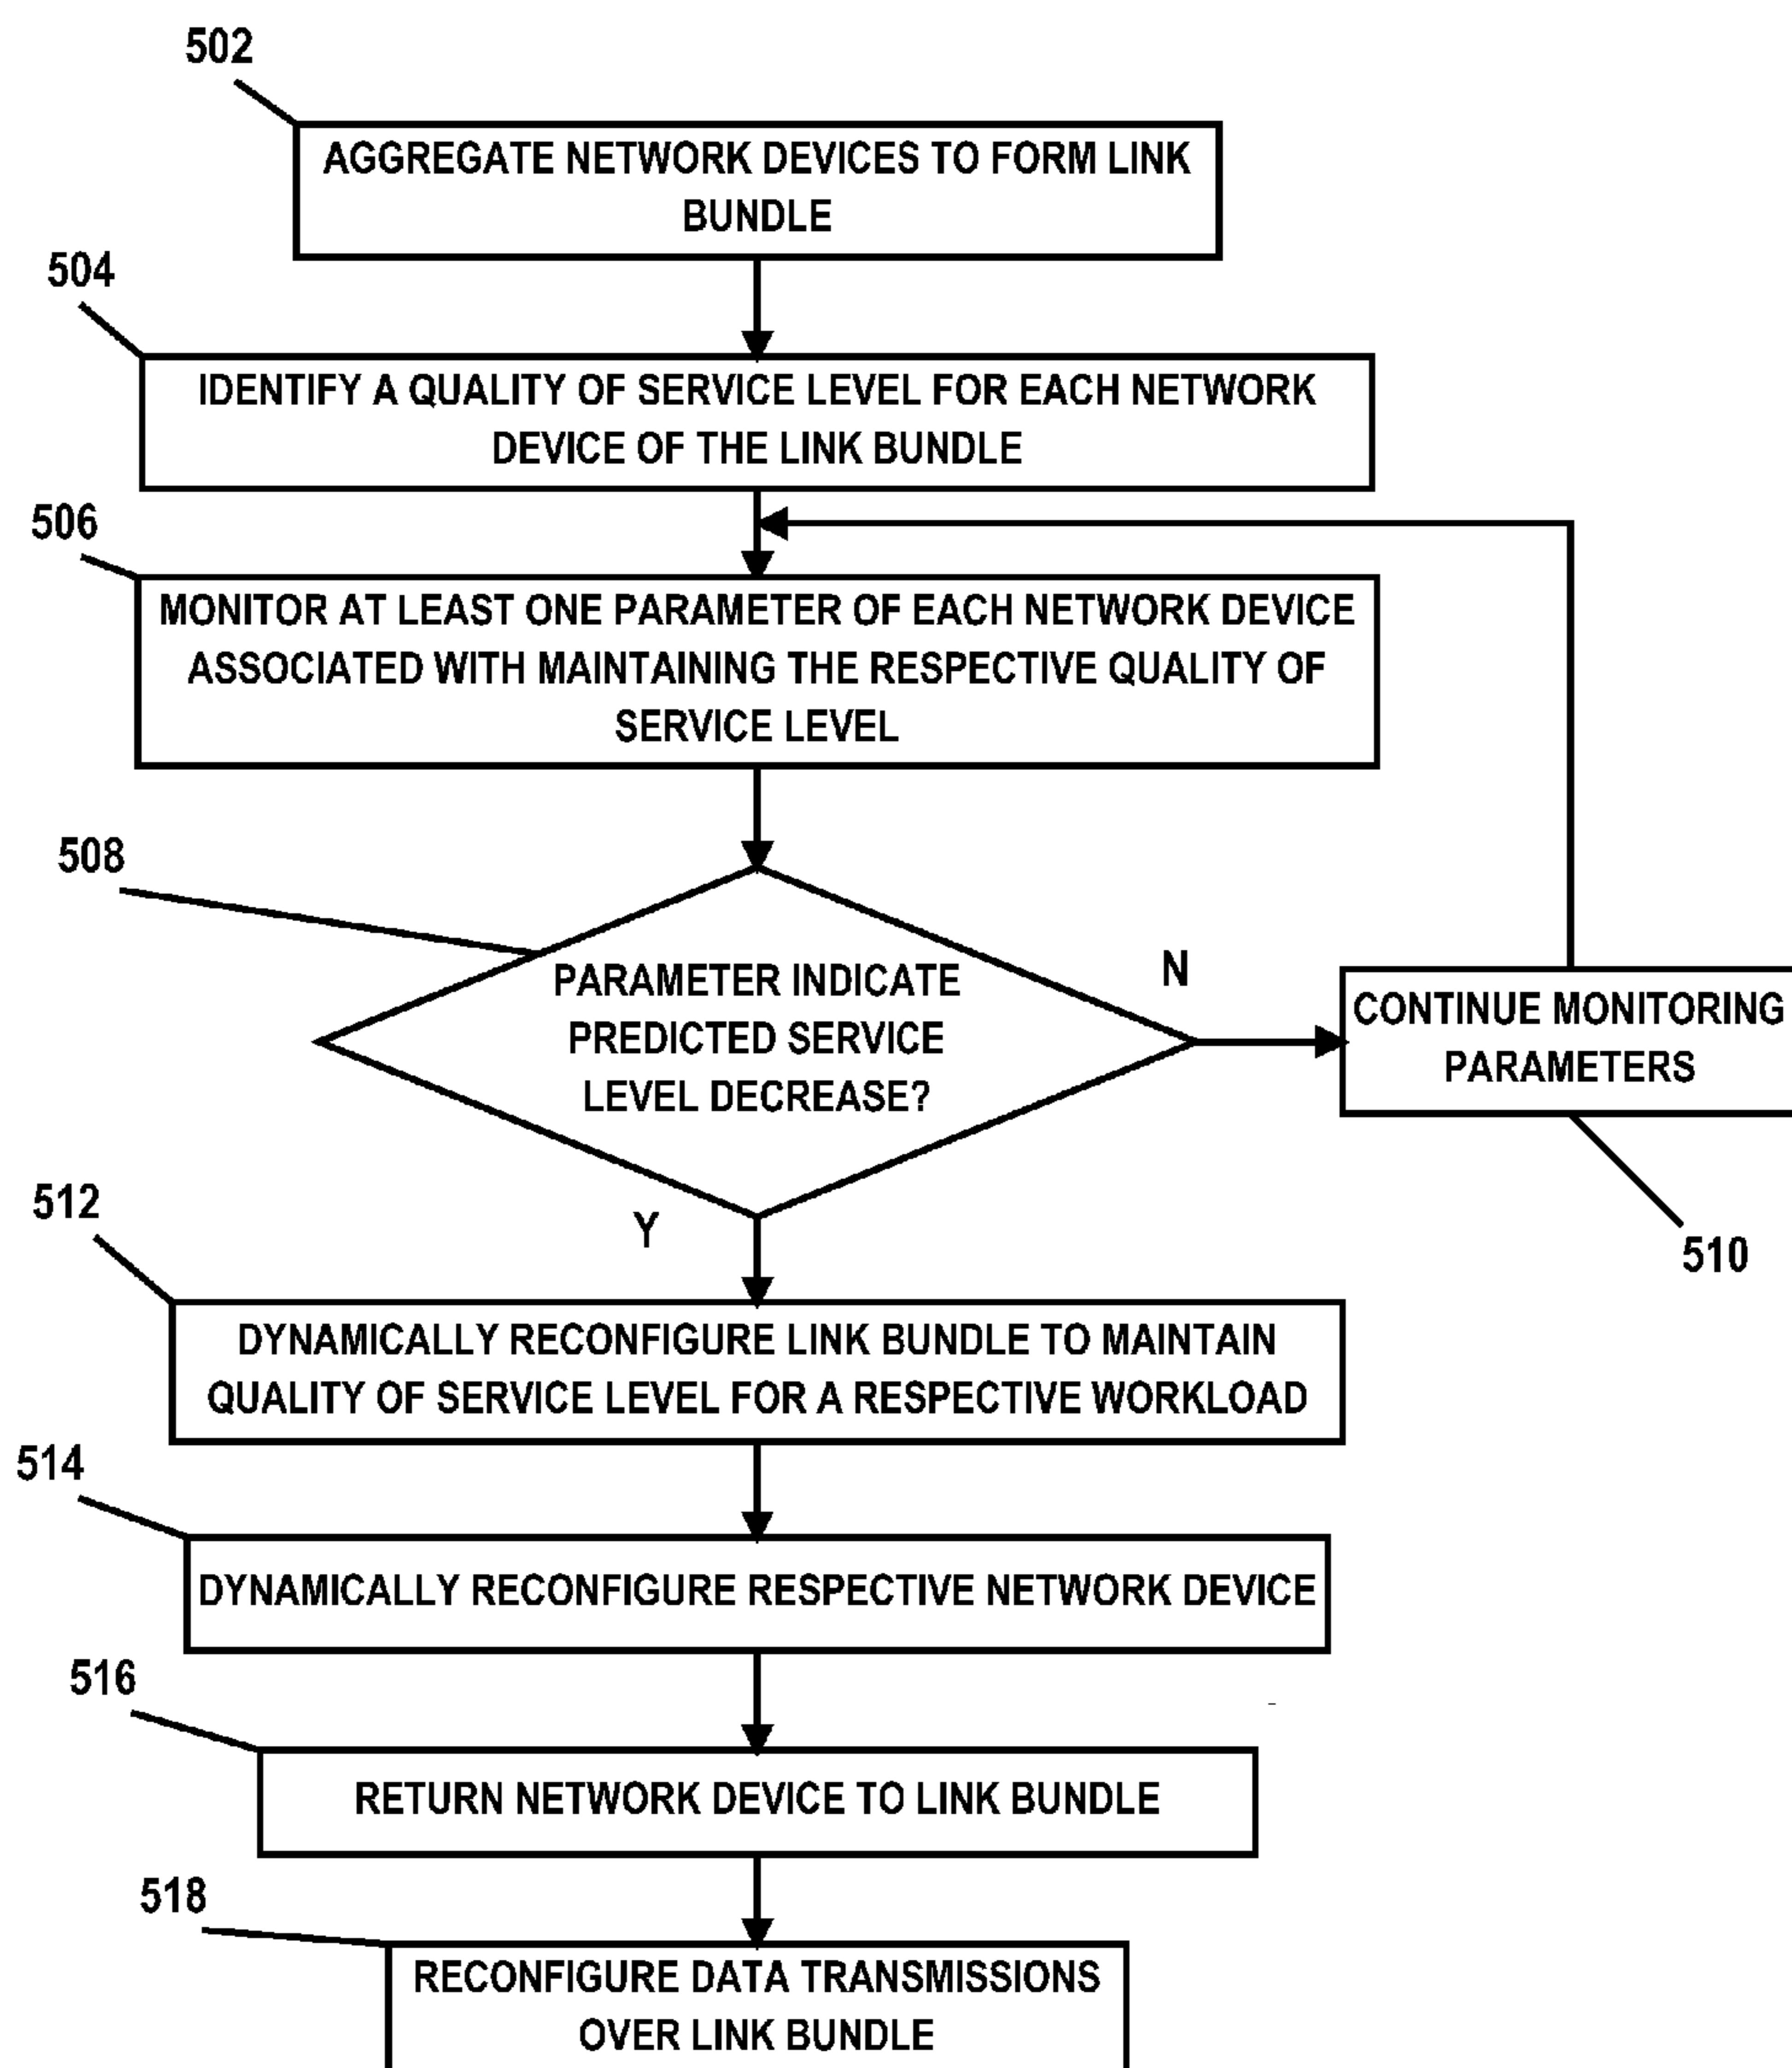 502
AGGREGATE NETWORK DEVICES TO FORM LINK
BUNDLE
504
IDENTIFY A QUALITY OF SERVICE LEVEL FOR EACH NETWORK
DEVICE OF THE LINK BUNDLE
506
MONITOR AT LEAST ONE PARAMETER OF EACH NETWORK DEVICE
ASSOCIATED WITH MAINTAINING THE RESPECTIVE QUALITY OF
SERVICE LEVEL
508
PARAMETER INDICATE
PREDICTED SERVICE
LEVEL DECREASE?
N
CONTINUE MONITORING
PARAMETERS
510
Y
512
DYNAMICALLY RECONFIGURE LINK BUNDLE TO MAINTAIN
QUALITY OF SERVICE LEVEL FOR A RESPECTIVE WORKLOAD
514
DYNAMICALLY RECONFIGURE RESPECTIVE NETWORK DEVICE
516
RETURN NETWORK DEVICE TO LINK BUNDLE
518
RECONFIGURE DATA TRANSMISSIONS
OVER LINK BUNDLE